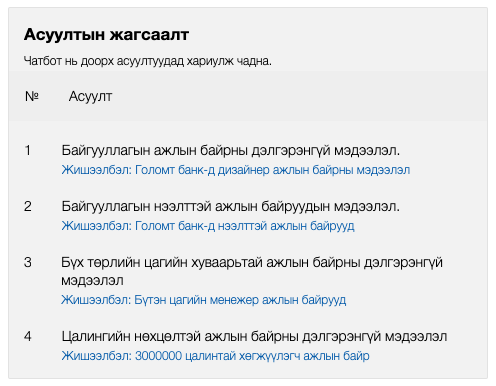 Асуултын жагсаалт
Чатбот нь доорх асуултуудад хариулж чадна.
№ Асуулт
1 Байгууллагын ажлын байрны дэлгэрэнгүй мэдээлэл.
Жишээлбэл: Голомт банк-д дизайнер ажлын байрны мэдээлэл
2 Байгууллагын нээлттэй ажлын байруудын мэдээлэл.
Жишээлбэл: Голомт банк-д нээлттэй ажлын байрууд
3 Бүх төрлийн цагийн хуваарьтай ажлын байрны дэлгэрэнгүй
мэдээлэл
Жишээлбэл: Бүтэн цагийн менежер ажлын байрууд
4 Цалингийн нөхцөлтэй ажлын байрны дэлгэрэнгүй мэдээлэл
Жишээлбэл: 3000000 цалинтай хөгжүүлэгч ажлын байр